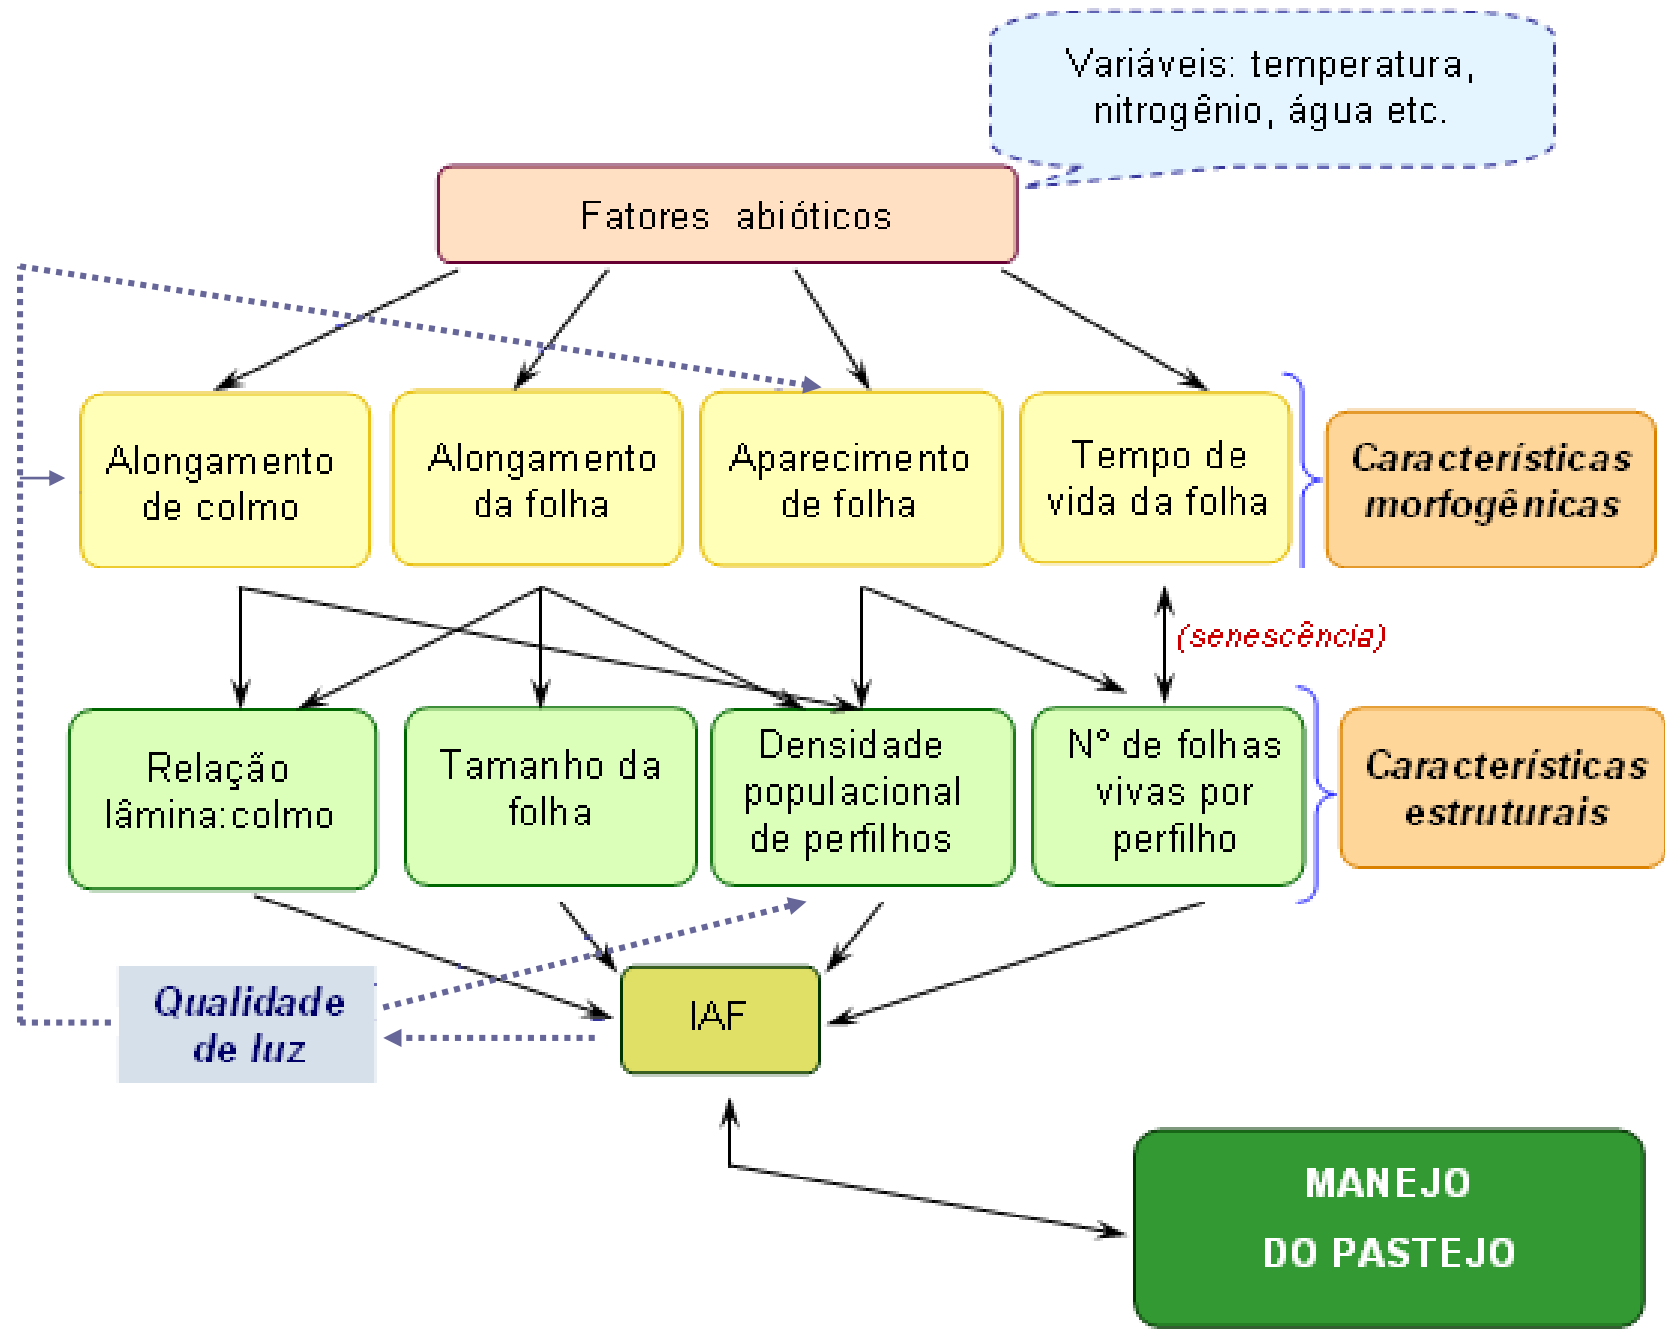 Variáveis: temperatura,
nitrogênio, água etc.
Fatores abióticos
Alongamento
de colmo
Alongamento
da folha
Aparecimento
de folha
Tempo de
vida da folha
Características
morfogênicas
(senescência)
Relação
lâmina:colmo
Tamanho da
folha
Densidade
populacional
de perfilhos
N° de folhas
vivas por
perfilho
Características
estruturais
Qualidade
de luz
IAF
MANEJO
DO PASTEJO